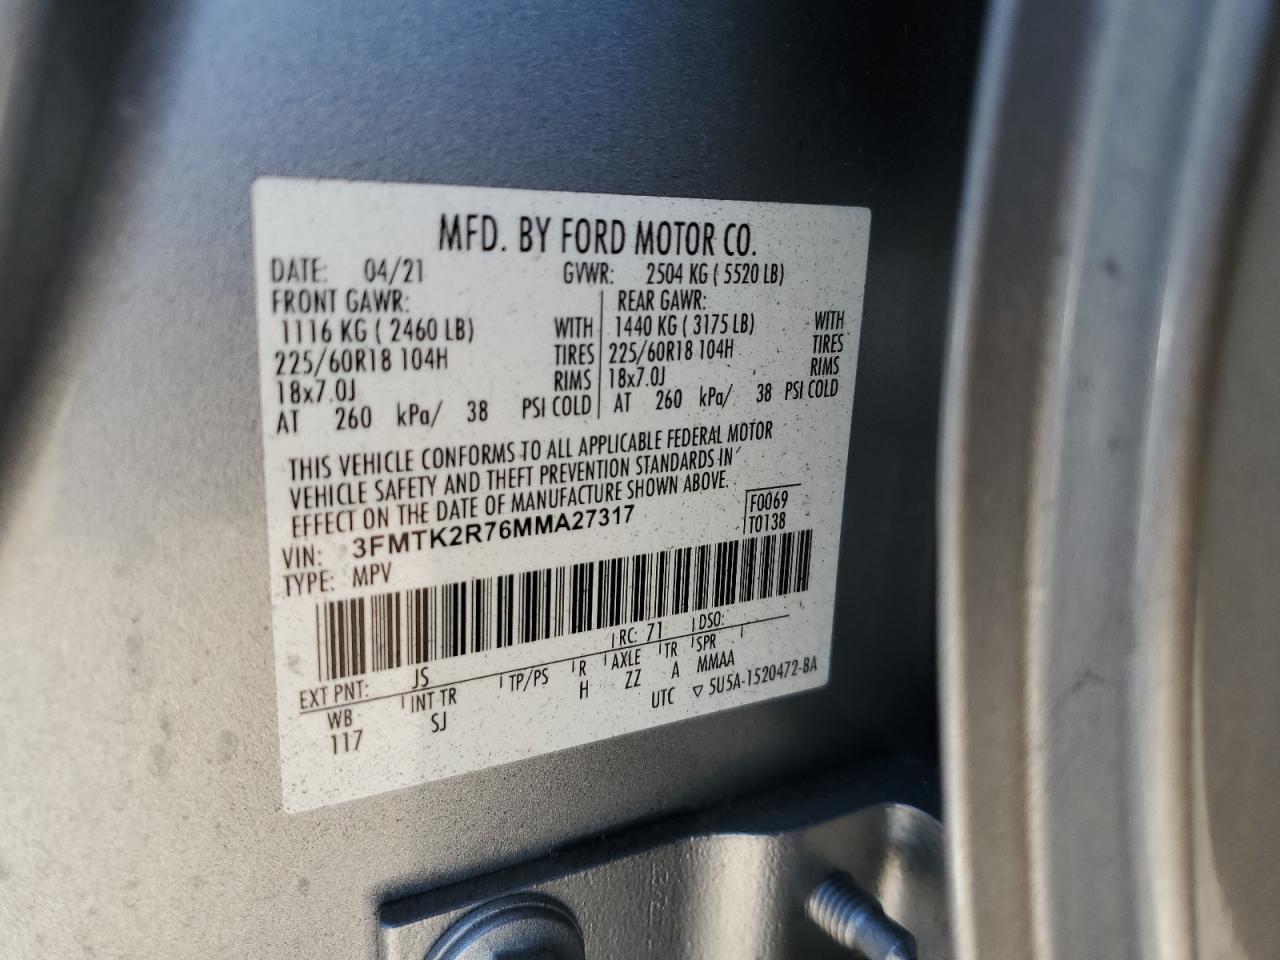 MFD. BY FORD MOTOR CO.
DATE: 04/21 GVWR: 2504 KG ( 5520 LB)
FRONT GAWR: REAR GAWR:
1116 KG ( 2460 LB) WITH 1440 KG ( 3175 LB) WITH
225/60R18 104H TIRES 225/60R18 104H TIRES
18x7.0J RIMS 18x7.0J RIMS
AT 260 kPa/ 38 PSI COLD AT 260 kPa/ 38 PSI COLD
THIS VEHICLE CONFORMS TO ALL APPLICABLE FEDERAL MOTOR
VEHICLE SAFETY AND THEFT PREVENTION STANDARDS IN
EFFECT ON THE DATE OF MANUFACTURE SHOWN ABOVE.
VIN: 3FMTK2R76MMA27317 F0069
TYPE: MPV T0138
EXT PNT: JS RC: 71 DSO:
WB INT TR TP/PS R AXLE TR SPR
117 SJ H ZZ A MMAA
UTC ▽ 5U5A-1520472-BA